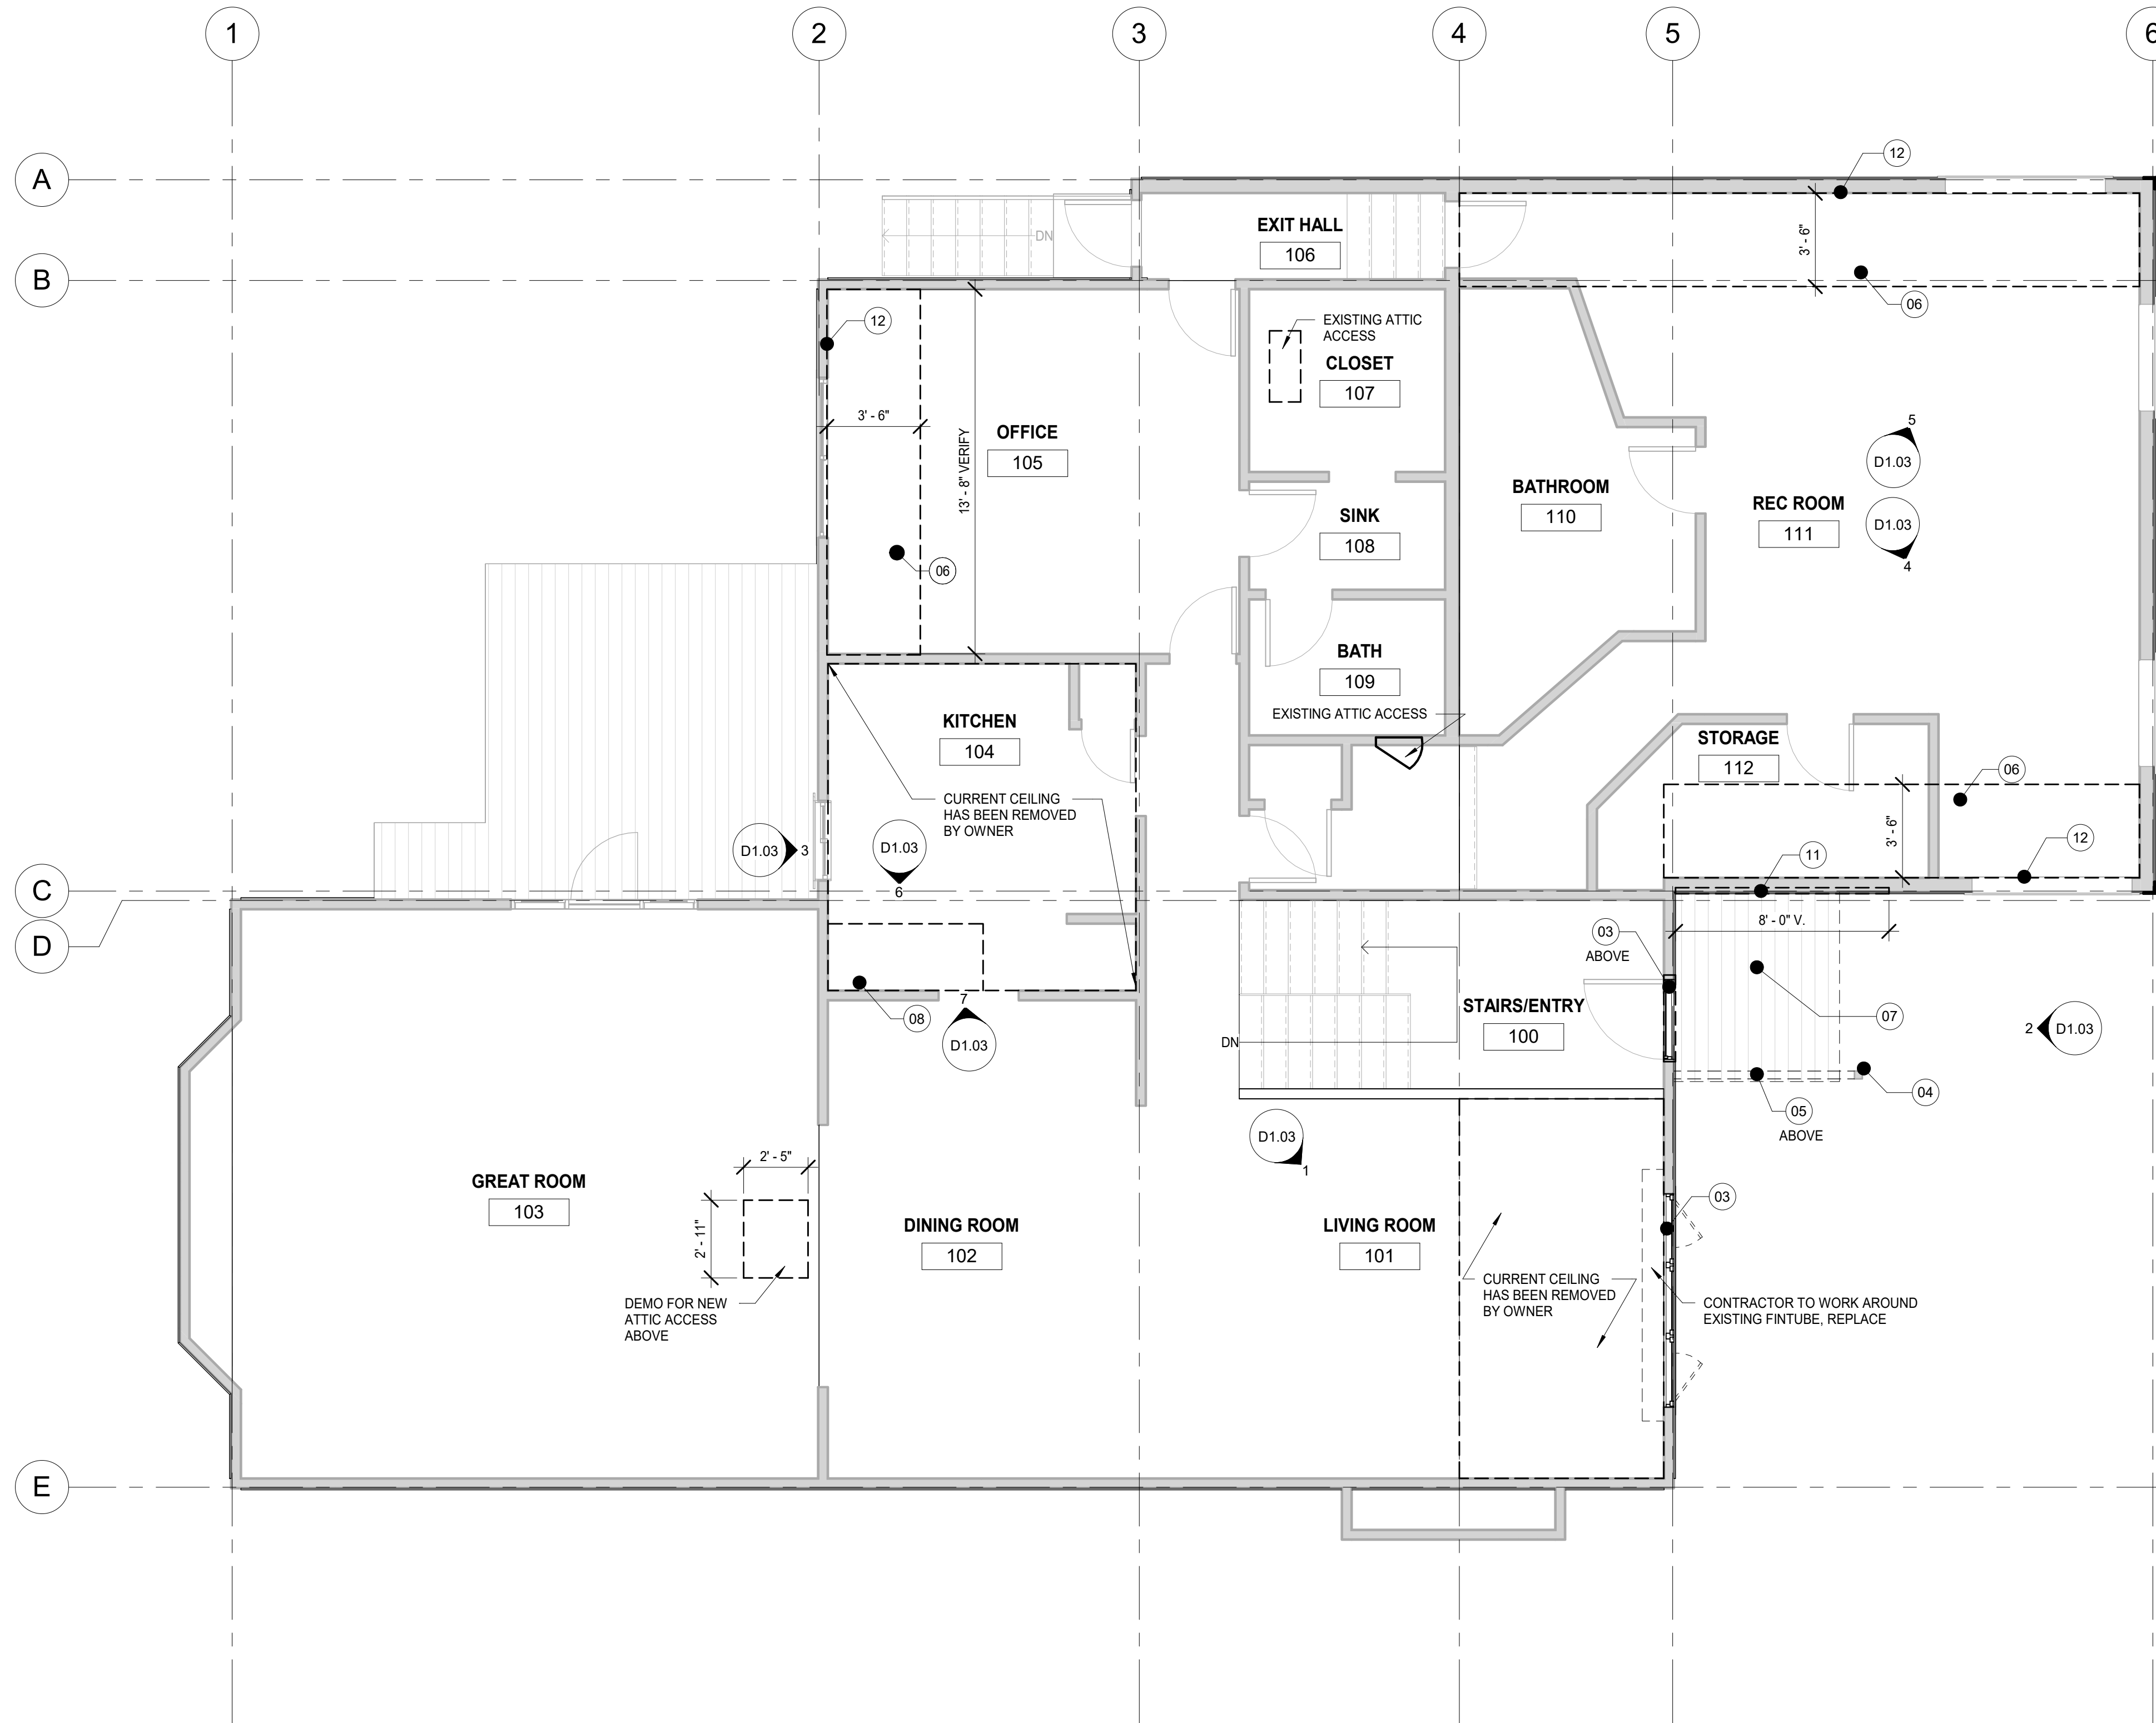 1
2
3
4
5
6
A
12
EXIT HALL
106
DN
3' - 6"
B
06
12
EXISTING ATTIC
ACCESS
CLOSET
107
3' - 6"
OFFICE
105
13' - 8" VERIFY
5
D1.03
BATHROOM
110
REC ROOM
111
SINK
108
D1.03
4
06
BATH
109
EXISTING ATTIC ACCESS
KITCHEN
104
STORAGE
112
06
CURRENT CEILING
HAS BEEN REMOVED
BY OWNER
3' - 6"
12
D1.03
3
D1.03
6
11
C
D
8' - 0" V.
03
ABOVE
7
08
D1.03
STAIRS/ENTRY
100
DN
07
2
D1.03
04
05
ABOVE
D1.03
1
2' - 5"
GREAT ROOM
103
2' - 11"
03
DINING ROOM
102
LIVING ROOM
101
CURRENT CEILING
HAS BEEN REMOVED
BY OWNER
DEMO FOR NEW
ATTIC ACCESS
ABOVE
CONTRACTOR TO WORK AROUND
EXISTING FINTUBE, REPLACE
E